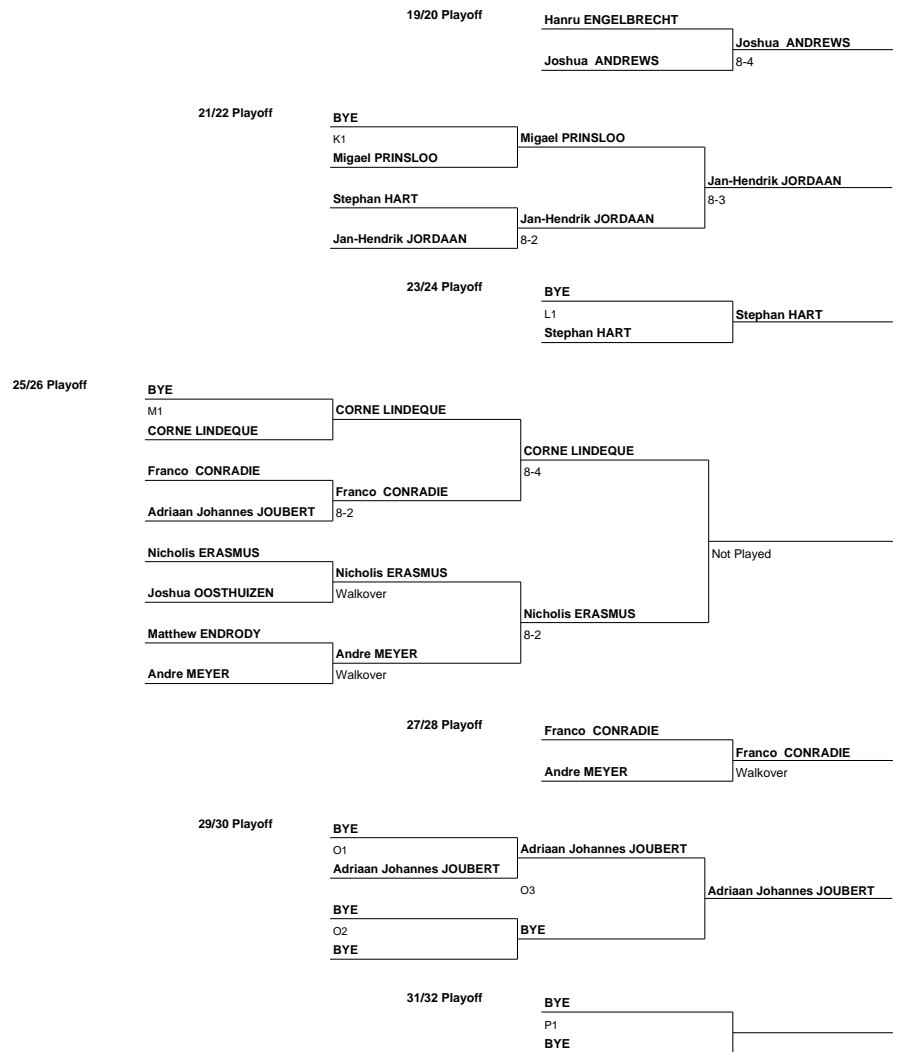 19/20 Playoff
Hanru ENGELBRECHT
Joshua  ANDREWS
Joshua  ANDREWS
8-4
21/22 Playoff
BYE
K1
Migael PRINSLOO
Migael PRINSLOO
Jan-Hendrik JORDAAN
Stephan HART
8-3
Jan-Hendrik JORDAAN
Jan-Hendrik JORDAAN
8-2
23/24 Playoff
BYE
L1
Stephan HART
Stephan HART
25/26 Playoff
BYE
M1
CORNE LINDEQUE
CORNE LINDEQUE
CORNE LINDEQUE
Franco  CONRADIE
8-4
Franco  CONRADIE
Adriaan Johannes JOUBERT
8-2
Nicholis ERASMUS
Not Played
Nicholis ERASMUS
Joshua OOSTHUIZEN
Walkover
Nicholis ERASMUS
Matthew ENDRODY
8-2
Andre MEYER
Andre MEYER
Walkover
27/28 Playoff
Franco  CONRADIE
Franco  CONRADIE
Andre MEYER
Walkover
29/30 Playoff
BYE
O1
Adriaan Johannes JOUBERT
Adriaan Johannes JOUBERT
O3
Adriaan Johannes JOUBERT
BYE
O2
BYE
BYE
31/32 Playoff
BYE
P1
BYE